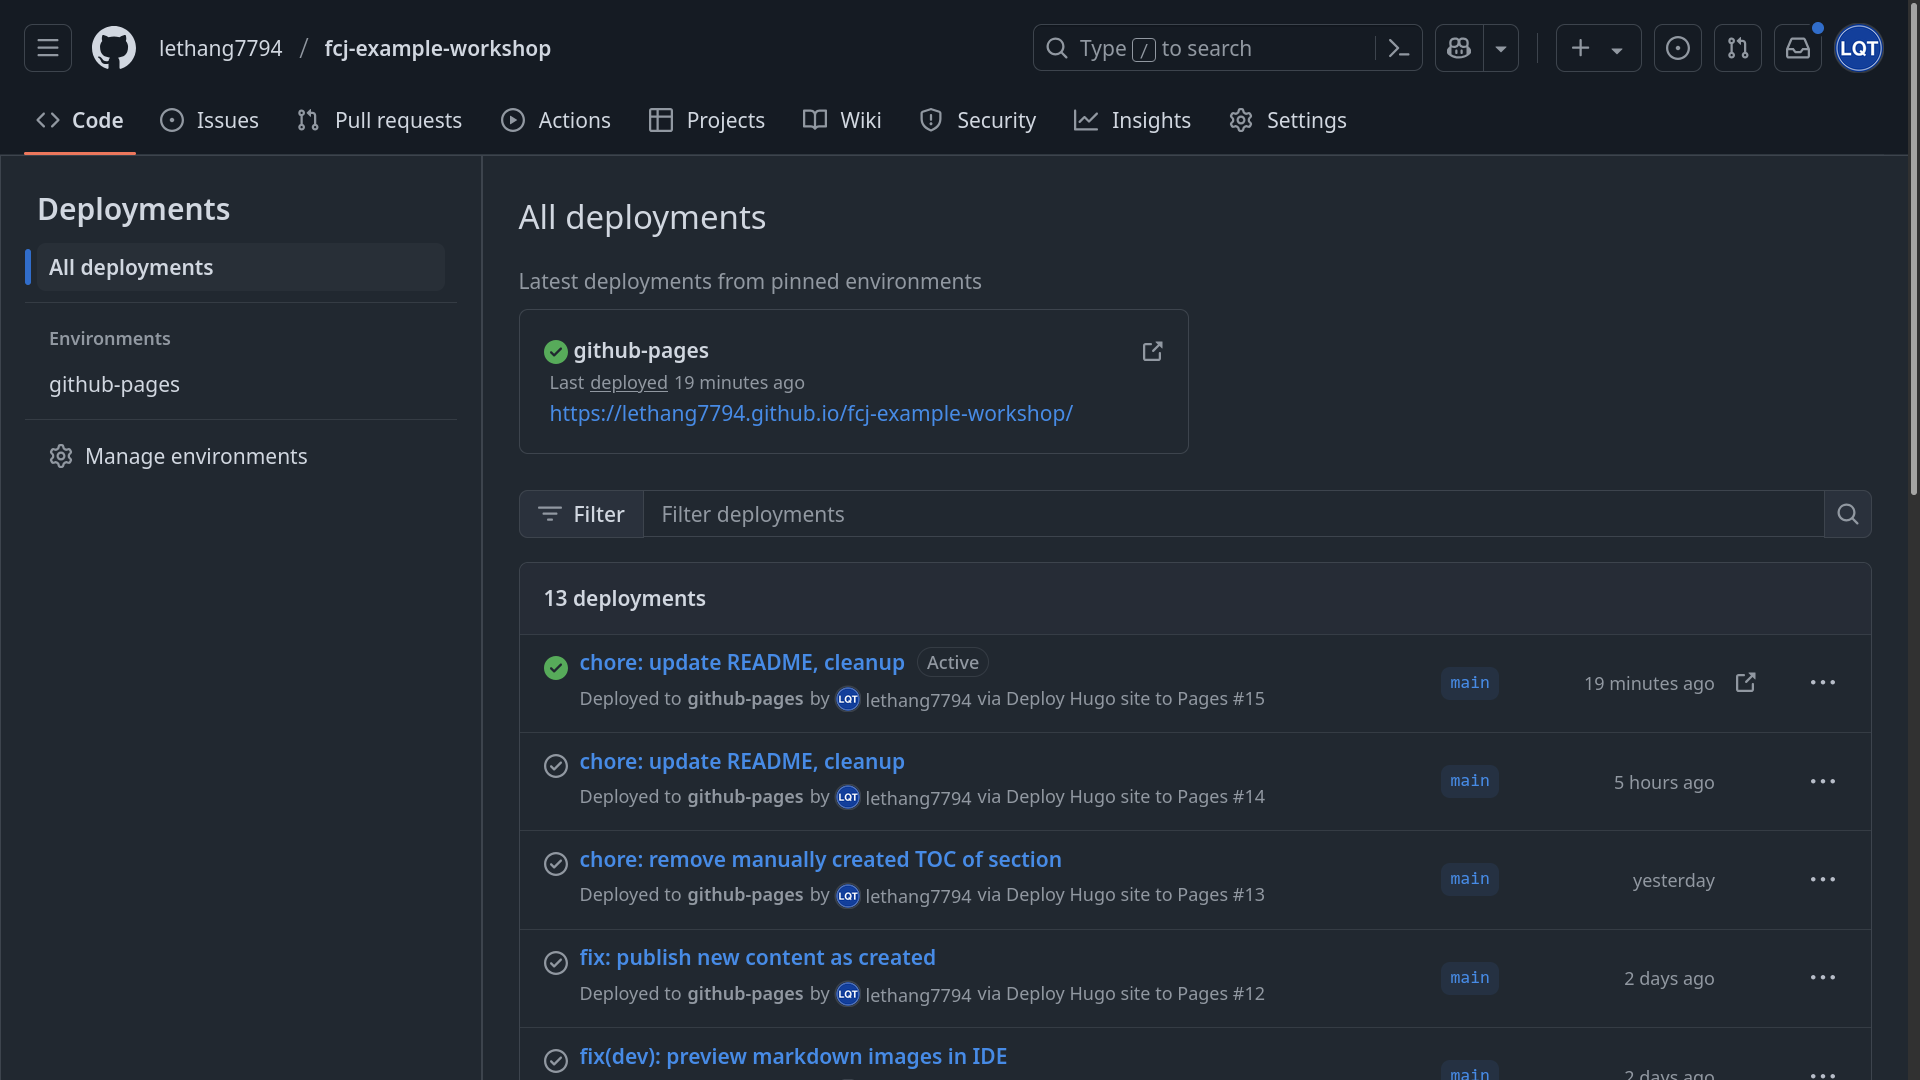 lethang7794 / fcj-example-workshop
Type / to search
LQT
Code
Issues
Pull requests
Actions
Projects
Wiki
Security
Insights
Settings
Deployments
All deployments
Environments
github-pages
Manage environments
All deployments
Latest deployments from pinned environments
github-pages
Last deployed 19 minutes ago
https://lethang7794.github.io/fcj-example-workshop/
Filter
Filter deployments
13 deployments
chore: update README, cleanup Active
Deployed to github-pages by LQT lethang7794 via Deploy Hugo site to Pages #15
main
19 minutes ago
chore: update README, cleanup
Deployed to github-pages by LQT lethang7794 via Deploy Hugo site to Pages #14
main
5 hours ago
chore: remove manually created TOC of section
Deployed to github-pages by LQT lethang7794 via Deploy Hugo site to Pages #13
main
yesterday
fix: publish new content as created
Deployed to github-pages by LQT lethang7794 via Deploy Hugo site to Pages #12
main
2 days ago
fix(dev): preview markdown images in IDE
main
2 days ago